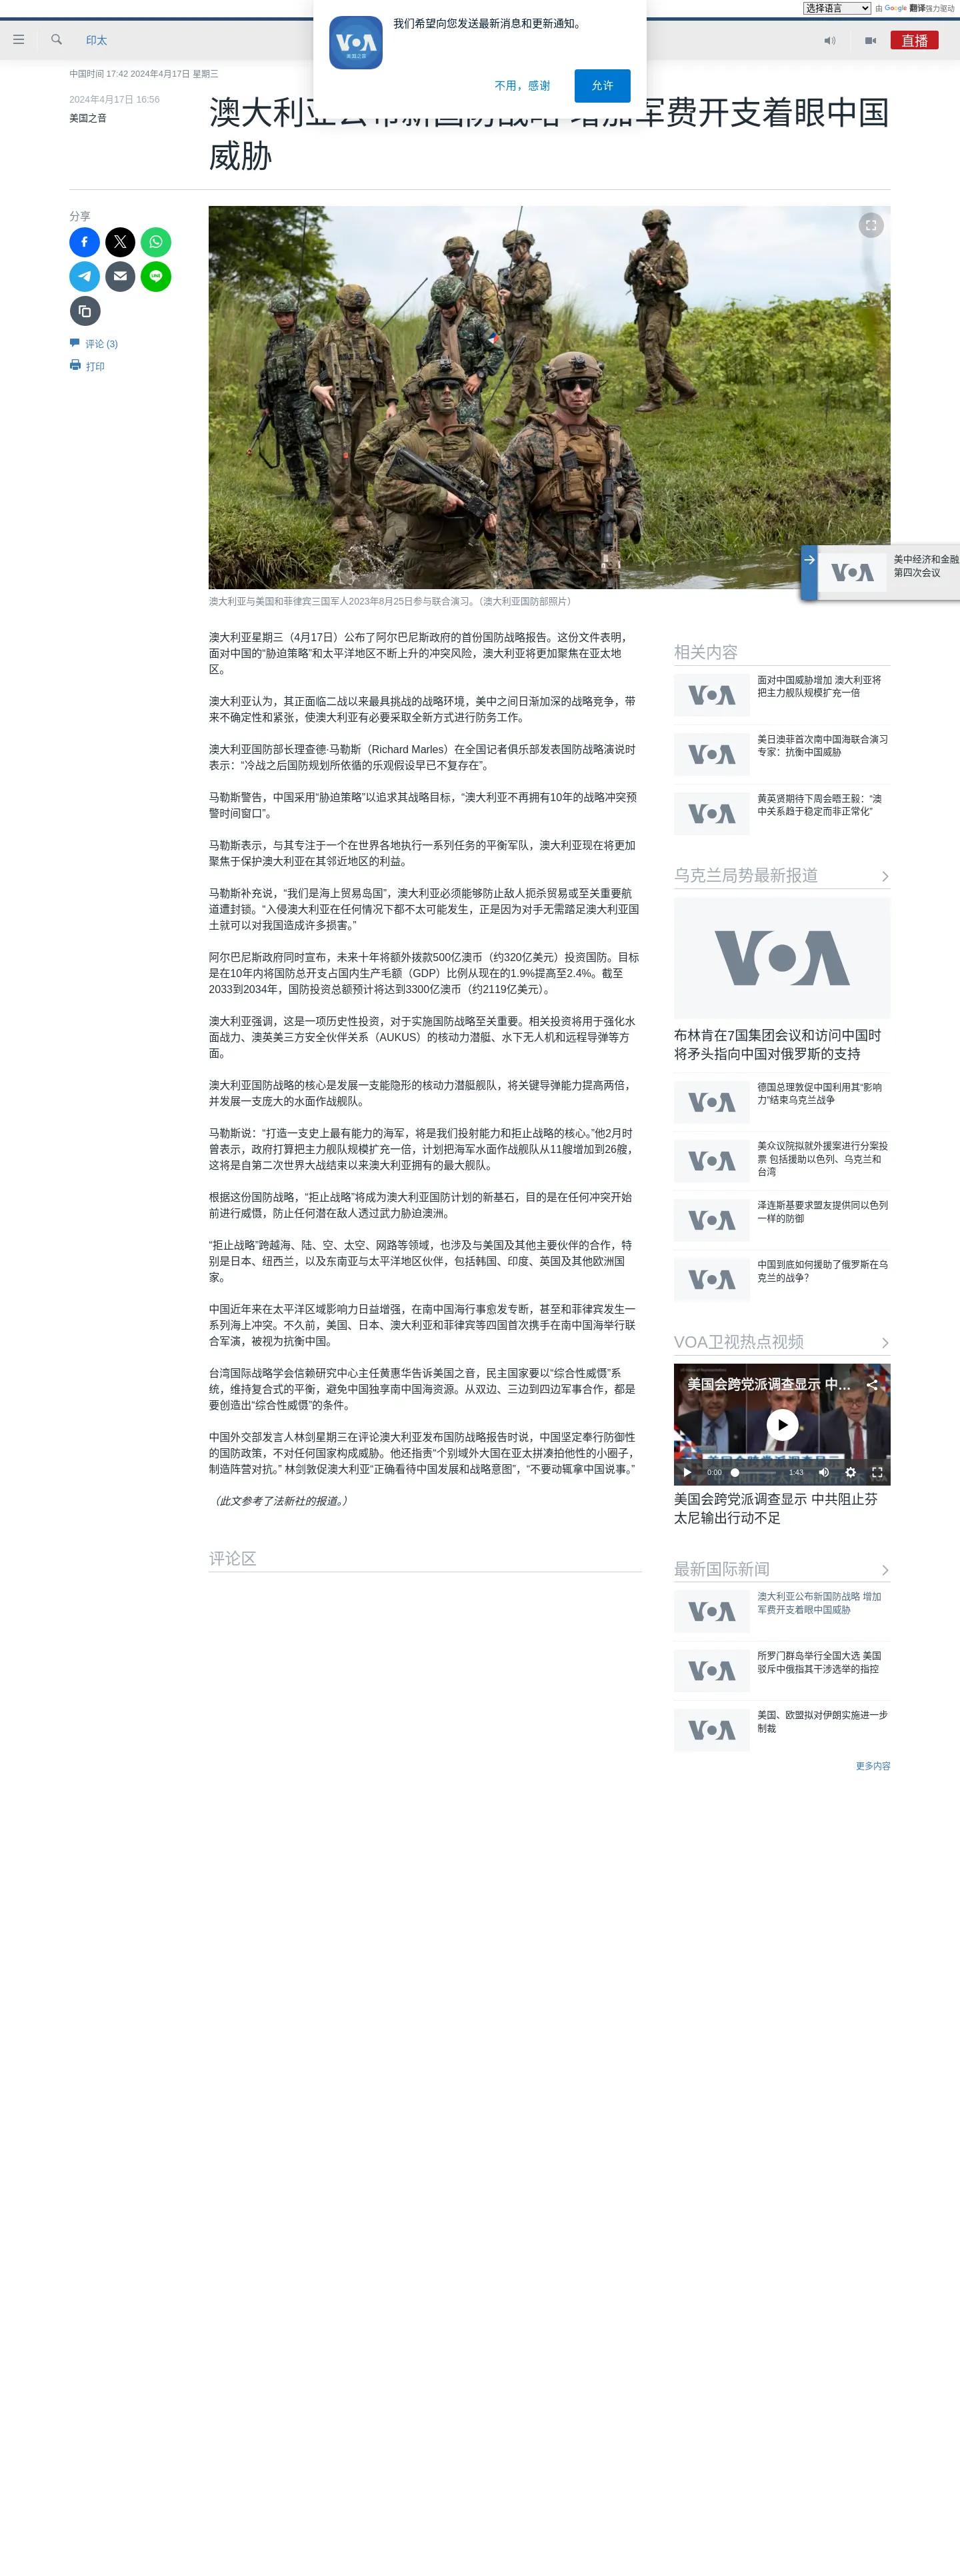 选择语言
由 Google 翻译强力驱动
印太
直播
VOA
美国之音
我们希望向您发送最新消息和更新通知。
不用，感谢
允许
中国时间 17:42 2024年4月17日 星期三
2024年4月17日 16:56
美国之音
澳大利亚公布新国防战略 增加军费开支着眼中国
威胁
分享
评论 (3)
打印
美中经济和金融
第四次会议
澳大利亚与美国和菲律宾三国军人2023年8月25日参与联合演习。（澳大利亚国防部照片）
澳大利亚星期三（4月17日）公布了阿尔巴尼斯政府的首份国防战略报告。这份文件表明，
面对中国的“胁迫策略”和太平洋地区不断上升的冲突风险，澳大利亚将更加聚焦在亚太地
区。
澳大利亚认为，其正面临二战以来最具挑战的战略环境，美中之间日渐加深的战略竞争，带
来不确定性和紧张，使澳大利亚有必要采取全新方式进行防务工作。
澳大利亚国防部长理查德·马勒斯（Richard Marles）在全国记者俱乐部发表国防战略演说时
表示：“冷战之后国防规划所依循的乐观假设早已不复存在”。
马勒斯警告，中国采用“胁迫策略”以追求其战略目标，“澳大利亚不再拥有10年的战略冲突预
警时间窗口”。
马勒斯表示，与其专注于一个在世界各地执行一系列任务的平衡军队，澳大利亚现在将更加
聚焦于保护澳大利亚在其邻近地区的利益。
马勒斯补充说，“我们是海上贸易岛国”，澳大利亚必须能够防止敌人扼杀贸易或至关重要航
道遭封锁。“入侵澳大利亚在任何情况下都不太可能发生，正是因为对手无需踏足澳大利亚国
土就可以对我国造成许多损害。”
阿尔巴尼斯政府同时宣布，未来十年将额外拨款500亿澳币（约320亿美元）投资国防。目标
是在10年内将国防总开支占国内生产毛额（GDP）比例从现在的1.9%提高至2.4%。截至
2033到2034年，国防投资总额预计将达到3300亿澳币（约2119亿美元）。
澳大利亚强调，这是一项历史性投资，对于实施国防战略至关重要。相关投资将用于强化水
面战力、澳英美三方安全伙伴关系（AUKUS）的核动力潜艇、水下无人机和远程导弹等方
面。
澳大利亚国防战略的核心是发展一支能隐形的核动力潜艇舰队，将关键导弹能力提高两倍，
并发展一支庞大的水面作战舰队。
马勒斯说：“打造一支史上最有能力的海军，将是我们投射能力和拒止战略的核心。”他2月时
曾表示，政府打算把主力舰队规模扩充一倍，计划把海军水面作战舰队从11艘增加到26艘，
这将是自第二次世界大战结束以来澳大利亚拥有的最大舰队。
根据这份国防战略，“拒止战略”将成为澳大利亚国防计划的新基石，目的是在任何冲突开始
前进行威慑，防止任何潜在敌人透过武力胁迫澳洲。
“拒止战略”跨越海、陆、空、太空、网路等领域，也涉及与美国及其他主要伙伴的合作，特
别是日本、纽西兰，以及东南亚与太平洋地区伙伴，包括韩国、印度、英国及其他欧洲国
家。
中国近年来在太平洋区域影响力日益增强，在南中国海行事愈发专断，甚至和菲律宾发生一
系列海上冲突。不久前，美国、日本、澳大利亚和菲律宾等四国首次携手在南中国海举行联
合军演，被视为抗衡中国。
台湾国际战略学会信赖研究中心主任黄惠华告诉美国之音，民主国家要以“综合性威慑”系
统，维持复合式的平衡，避免中国独享南中国海资源。从双边、三边到四边军事合作，都是
要创造出“综合性威慑”的条件。
中国外交部发言人林剑星期三在评论澳大利亚发布国防战略报告时说，中国坚定奉行防御性
的国防政策，不对任何国家构成威胁。他还指责“个别域外大国在亚太拼凑拍他性的小圈子，
制造阵营对抗。” 林剑敦促澳大利亚“正确看待中国发展和战略意图”，“不要动辄拿中国说事。”
（此文参考了法新社的报道。）
评论区
相关内容
VOA
面对中国威胁增加 澳大利亚将
把主力舰队规模扩充一倍
VOA
美日澳菲首次南中国海联合演习
专家：抗衡中国威胁
VOA
黄英贤期待下周会晤王毅：“澳
中关系趋于稳定而非正常化”
乌克兰局势最新报道
VOA
布林肯在7国集团会议和访问中国时
将矛头指向中国对俄罗斯的支持
VOA
德国总理敦促中国利用其“影响
力”结束乌克兰战争
VOA
美众议院拟就外援案进行分案投
票 包括援助以色列、乌克兰和
台湾
VOA
泽连斯基要求盟友提供同以色列
一样的防御
VOA
中国到底如何援助了俄罗斯在乌
克兰的战争？
VOA卫视热点视频
美国会跨党派调查显示 中...
0:00
1:43
美国会跨党派调查显示 中共阻止芬
太尼输出行动不足
最新国际新闻
VOA
澳大利亚公布新国防战略 增加
军费开支着眼中国威胁
VOA
所罗门群岛举行全国大选 美国
驳斥中俄指其干涉选举的指控
VOA
美国、欧盟拟对伊朗实施进一步
制裁
更多内容